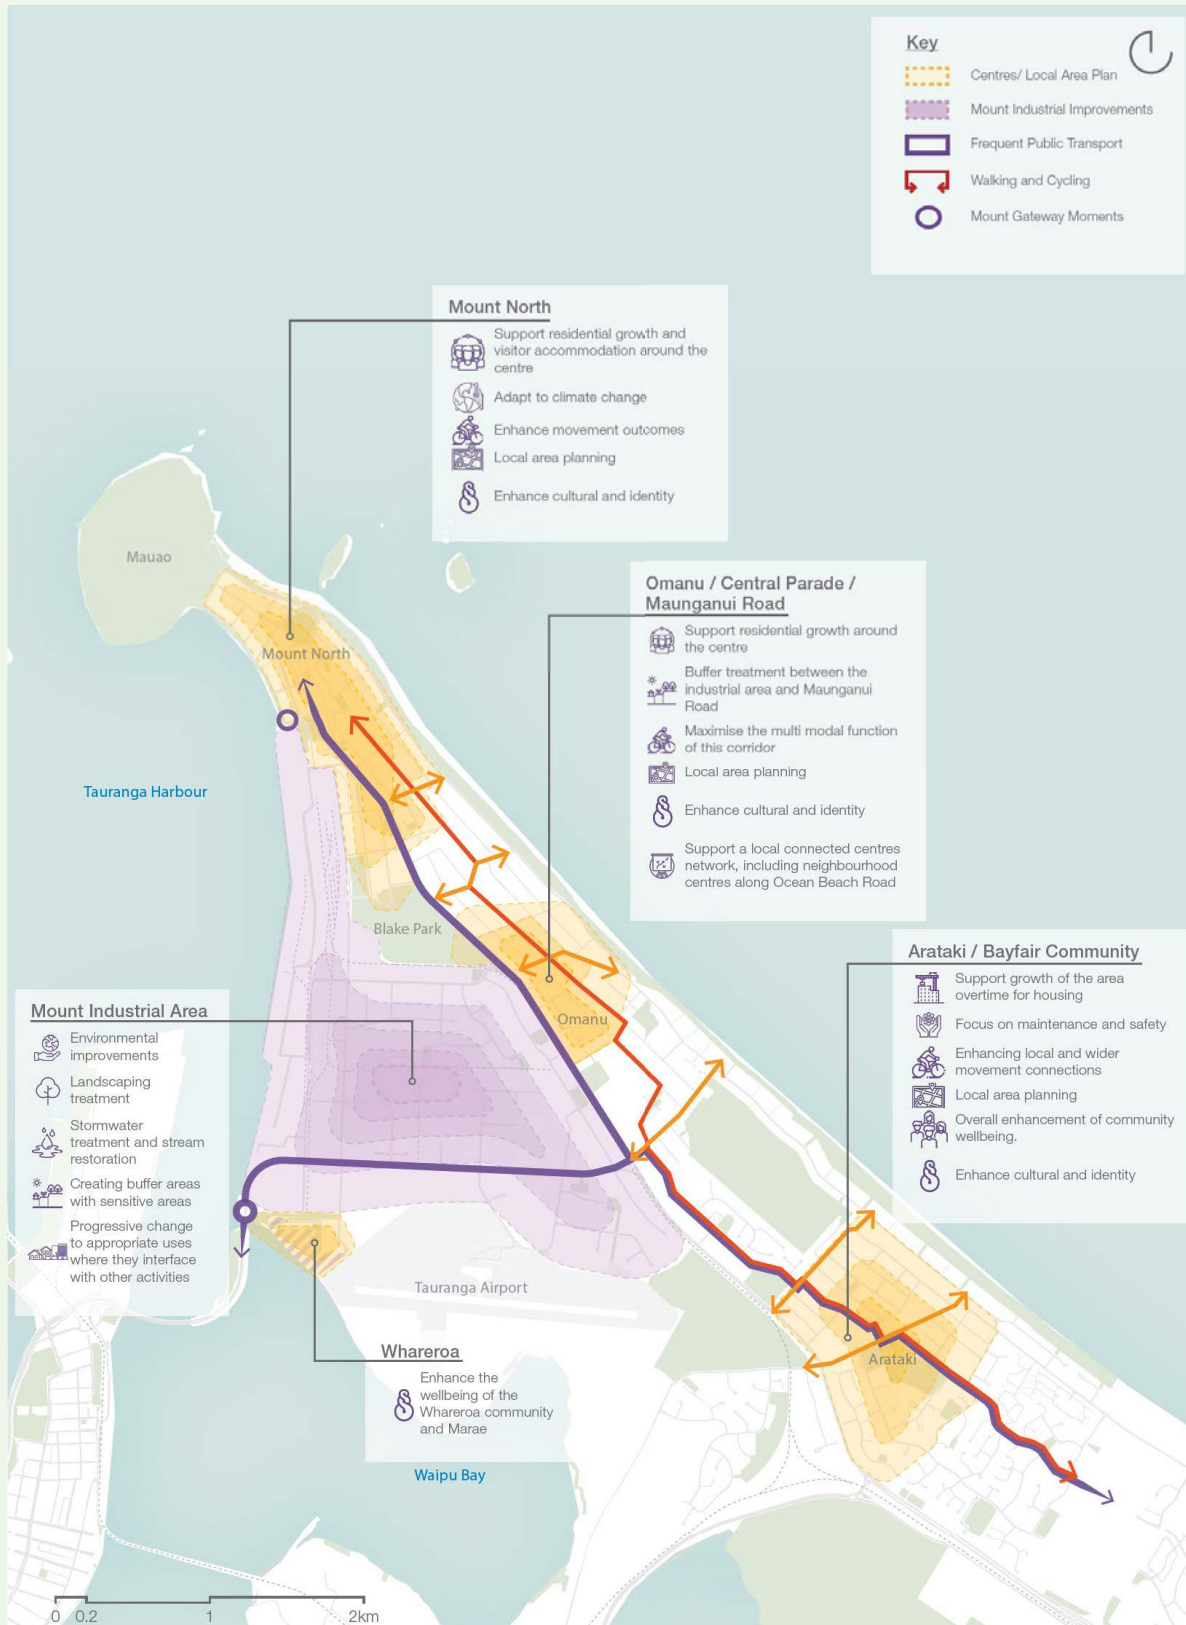 Key
Centres/ Local Area Plan
Mount Industrial Improvements
Frequent Public Transport
Walking and Cycling
Mount Gateway Moments
Mount North
Support residential growth and
visitor accommodation around the
centre
Adapt to climate change
Enhance movement outcomes
Local area planning
Enhance cultural and identity
Mauao
Mount North
Omanu / Central Parade /
Maunganui Road
Support residential growth around
the centre
Buffer treatment between the
industrial area and Maunganui
Road
Maximise the multi modal function
of this corridor
Local area planning
Enhance cultural and identity
Support a local connected centres
network, including neighbourhood
centres along Ocean Beach Road
Tauranga Harbour
Blake Park
Omanu
Arataki / Bayfair Community
Support growth of the area
overtime for housing
Focus on maintenance and safety
Enhancing local and wider
movement connections
Local area planning
Overall enhancement of community
wellbeing.
Enhance cultural and identity
Mount Industrial Area
Environmental
improvements
Landscaping
treatment
Stormwater
treatment and stream
restoration
Creating buffer areas
with sensitive areas
Progressive change
to appropriate uses
where they interface
with other activities
Tauranga Airport
Arataki
Whareroa
Enhance the
wellbeing of the
Whareroa community
and Marae
Waipu Bay
0 0.2 1 2km